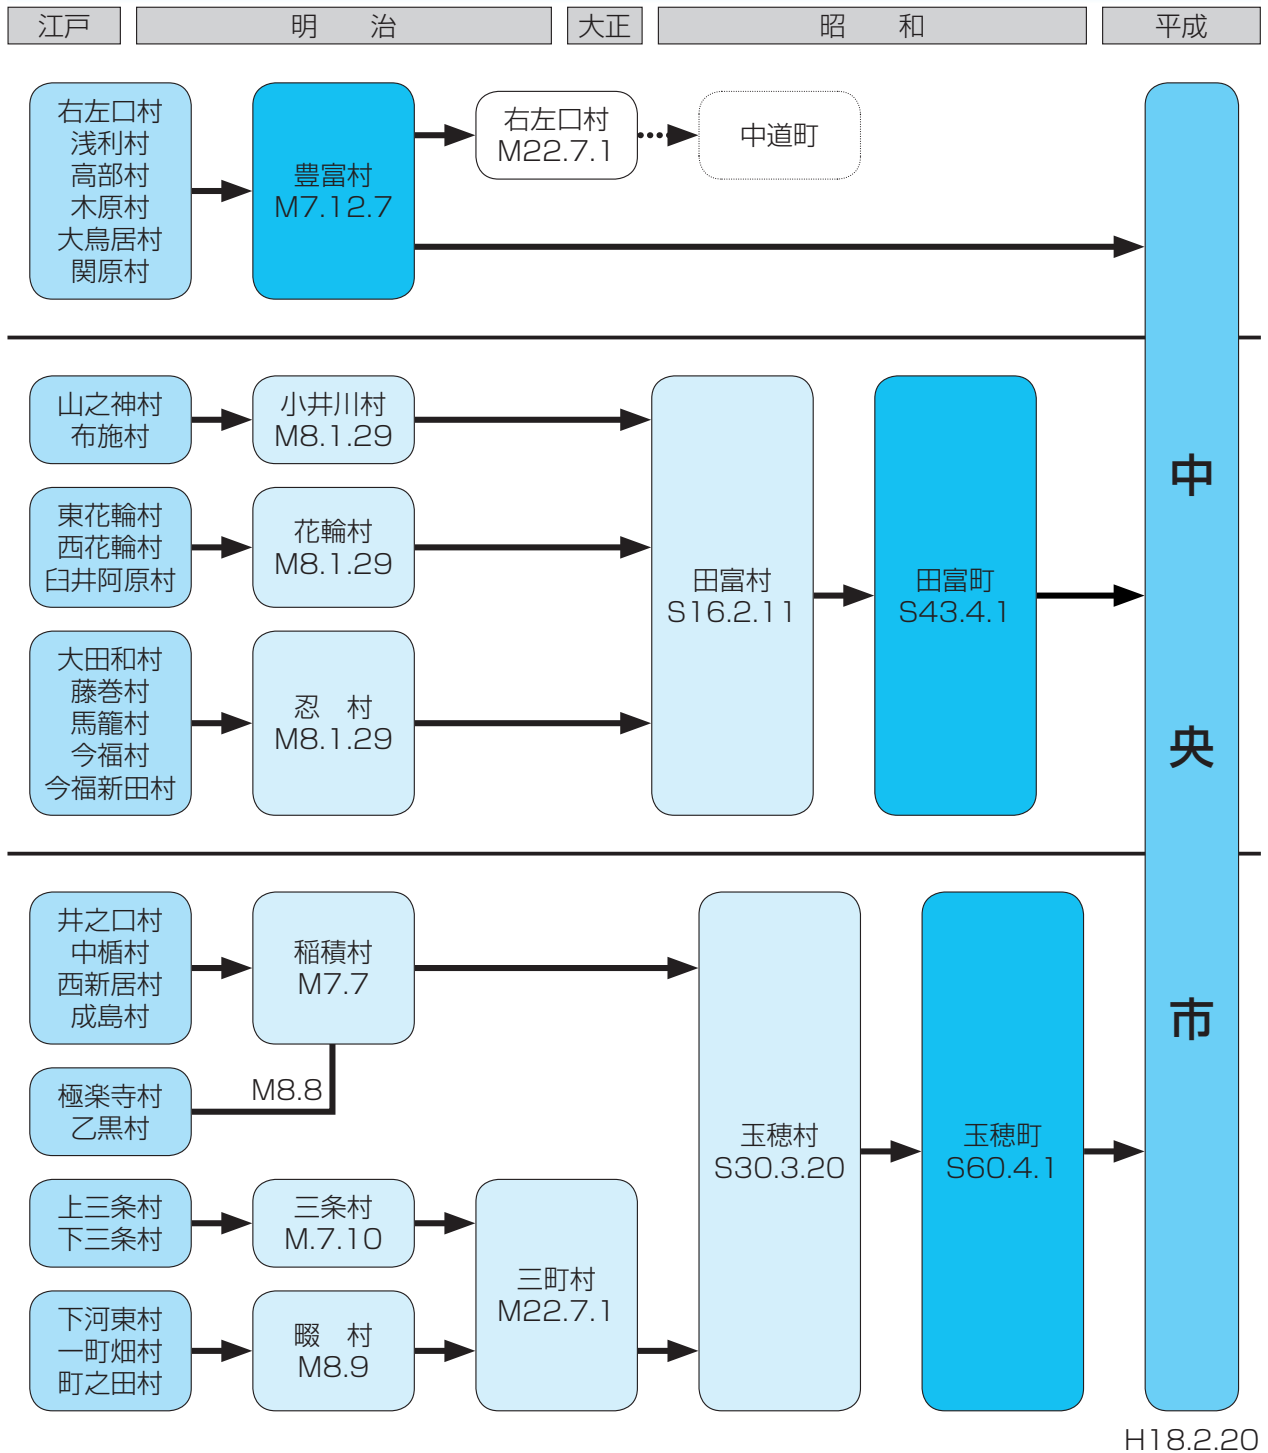 江戸
明　治
大正
昭　和
平成
右左口村
浅利村
高部村
木原村
大鳥居村
関原村
豊富村
M7.12.7
右左口村
M22.7.1
中道町
山之神村
布施村
小井川村
M8.1.29
東花輪村
西花輪村
臼井阿原村
花輪村
M8.1.29
大田和村
藤巻村
馬籠村
今福村
今福新田村
忍　村
M8.1.29
田富村
S16.2.11
田富町
S43.4.1
井之口村
中楯村
西新居村
成島村
稲積村
M7.7
極楽寺村
乙黒村
M8.8
上三条村
下三条村
三条村
M.7.10
下河東村
一町畑村
町之田村
畷　村
M8.9
三町村
M22.7.1
玉穂村
S30.3.20
玉穂町
S60.4.1
中
央
市
H18.2.20